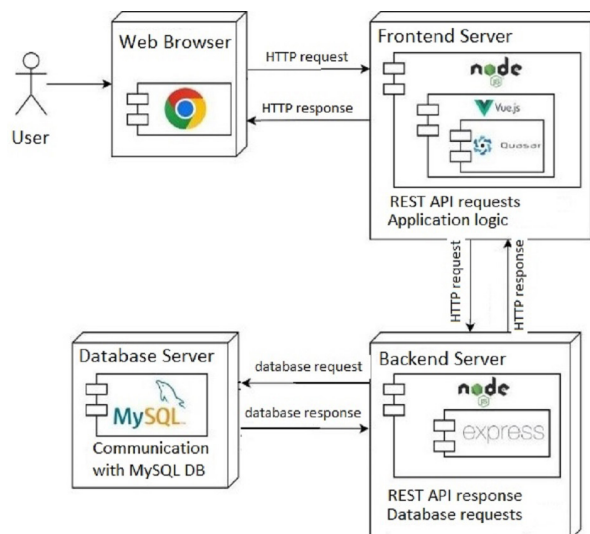 Web Browser
Frontend Server
HTTP request
node
JS
User
HTTP response
Vue.js
Quasar
REST API requests
Application logic
HTTP request
HTTP response
Database Server
database request
Backend Server
node
JS
MySQL
database response
express
Communication
with MySQL DB
REST API response
Database requests